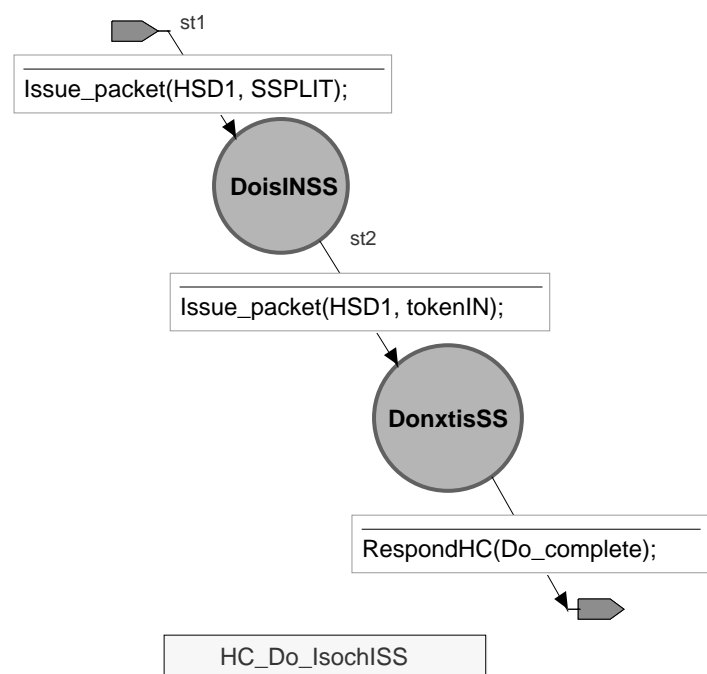 st1
Issue_packet(HSD1, SSPLIT);
DoisINSS
st2
Issue_packet(HSD1, tokenIN);
DonxtisSS
RespondHC(Do_complete);
HC_Do_IsochISS